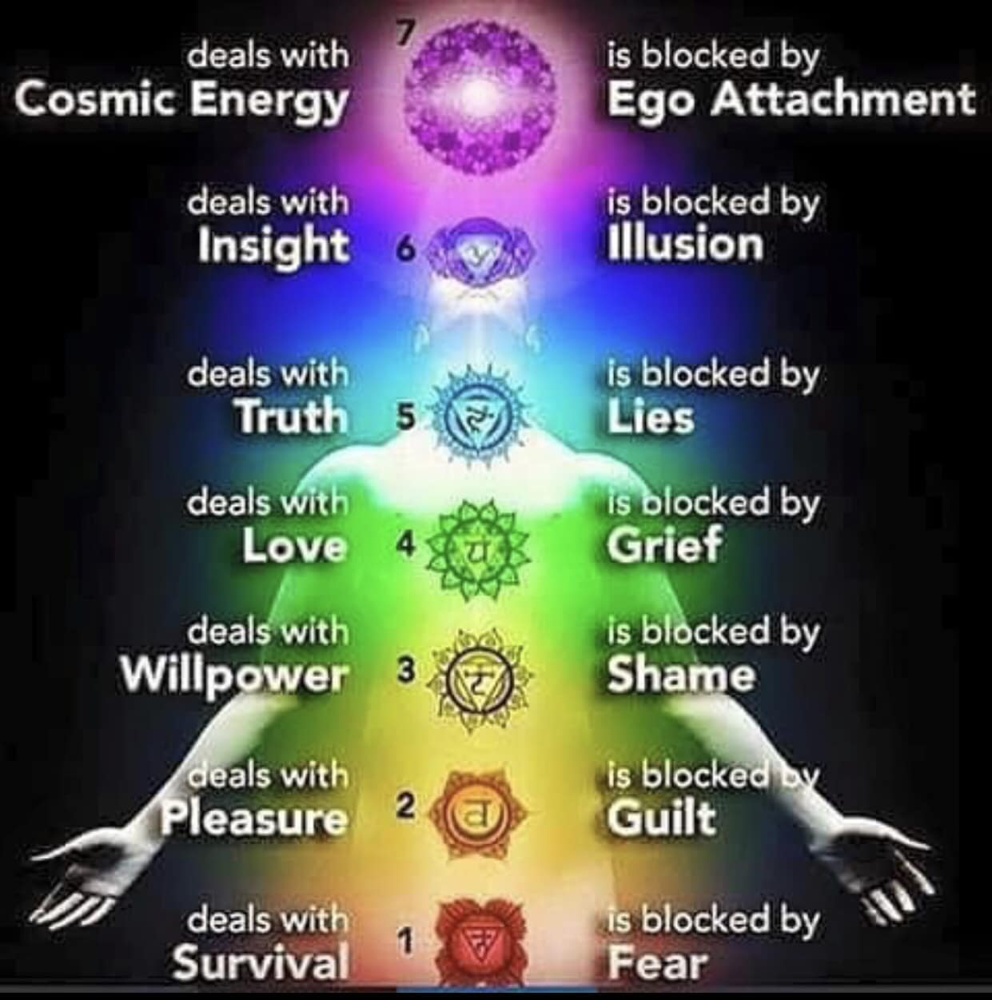 deals with
Cosmic Energy
7
is blocked by
Ego Attachment
deals with
Insight
6
is blocked by
Illusion
deals with
Truth
5
is blocked by
Lies
deals with
Love
4
यं
is blocked by
Grief
deals with
Willpower
3
is blocked by
Shame
deals with
Pleasure
2
is blocked by
Guilt
deals with
Survival
1
is blocked by
Fear